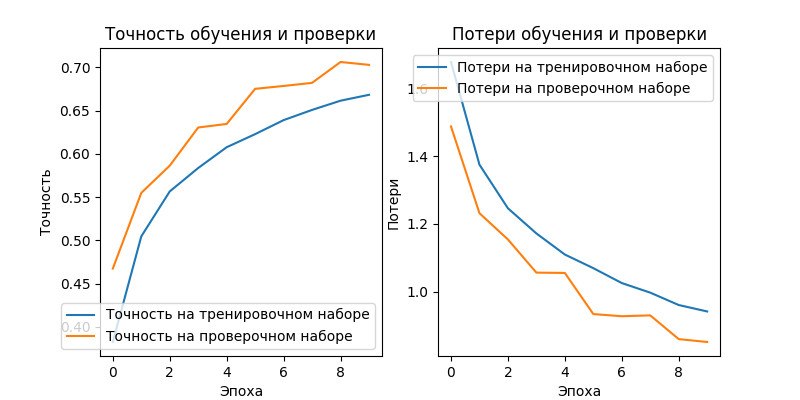 Точность обучения и проверки
0.70
0.65
0.60
0.55
0.50
0.45
0.40
Точность
Точность на тренировочном наборе
Точность на проверочном наборе
0 2 4 6 8
Эпоха
Потери обучения и проверки
Потери на тренировочном наборе
Потери на проверочном наборе
1.6
1.4
1.2
1.0
Потери
0 2 4 6 8
Эпоха